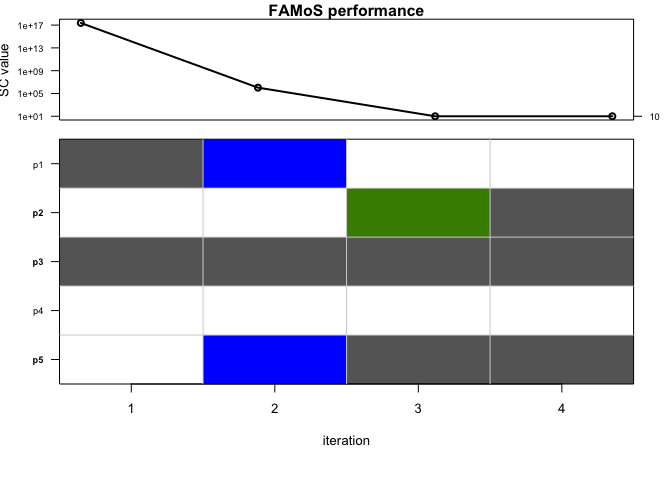 FAMoS performance
SC value
1e+17
1e+13
1e+09
1e+05
1e+01
10
p1
p2
p3
p4
p5
1 2 3 4
iteration